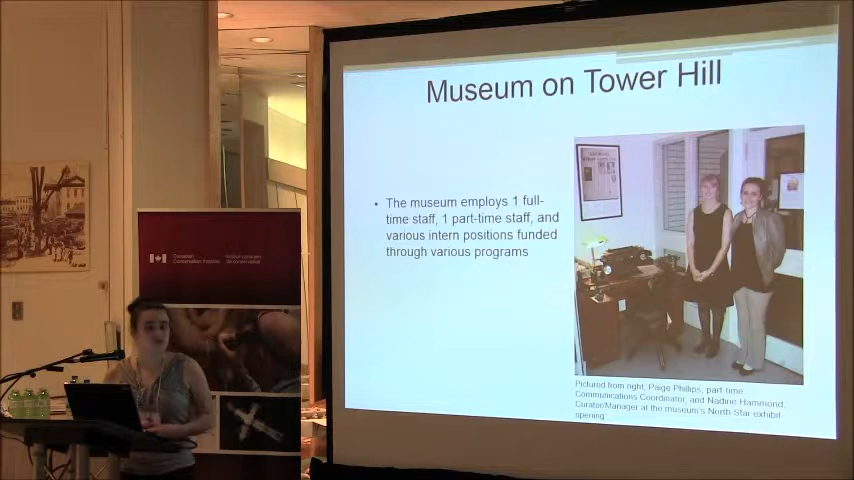 Museum on Tower Hill
• The museum employs 1 full-
time staff, 1 part-time staff, and
various intern positions funded
through various programs
Pictured from right, Paige Phillips, part time
Communications Coordinator, and Nadine Hammond,
Curator/Manager at the museum's North Star exhibit
opening
Canadian
Conservation Institute